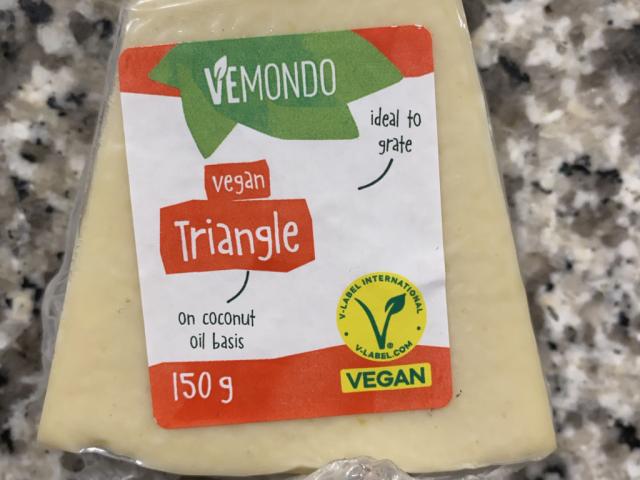 VEMONDO
ideal to
grate
vegan
Triangle
on coconut
oil basis
150 g
V-LABEL INTERNATIONAL
V®
· V-LABEL.COM ·
VEGAN